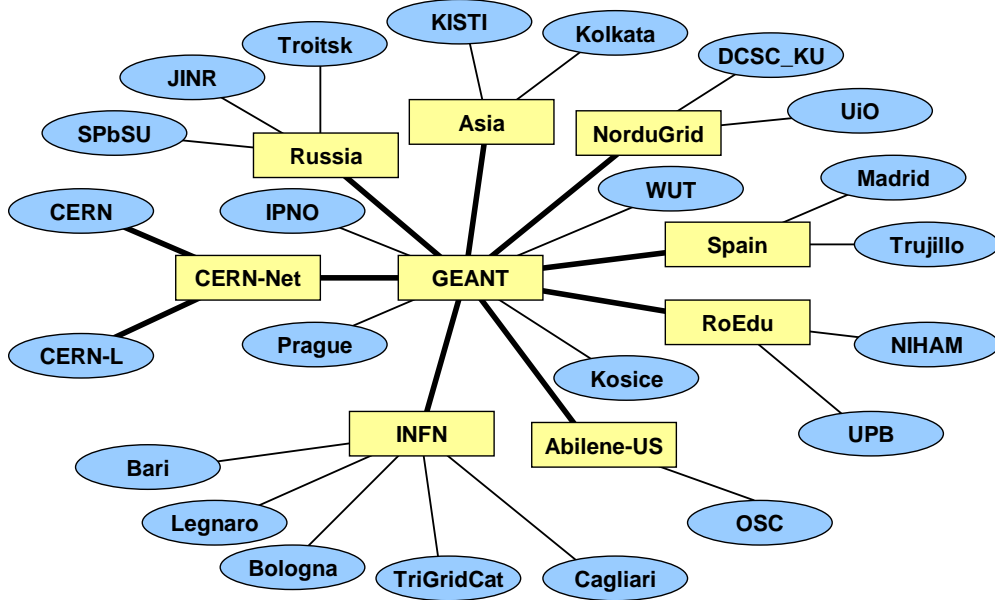 KISTI
Kolkata
Troitsk
DCSC_KU
JINR
UiO
Asia
SPbSU
NorduGrid
Russia
WUT
Madrid
CERN
IPNO
Spain
Trujillo
CERN-Net
GEANT
RoEdu
Prague
NIHAM
CERN-L
Kosice
INFN
UPB
Abilene-US
Bari
Legnaro
OSC
Bologna
TriGridCat
Cagliari